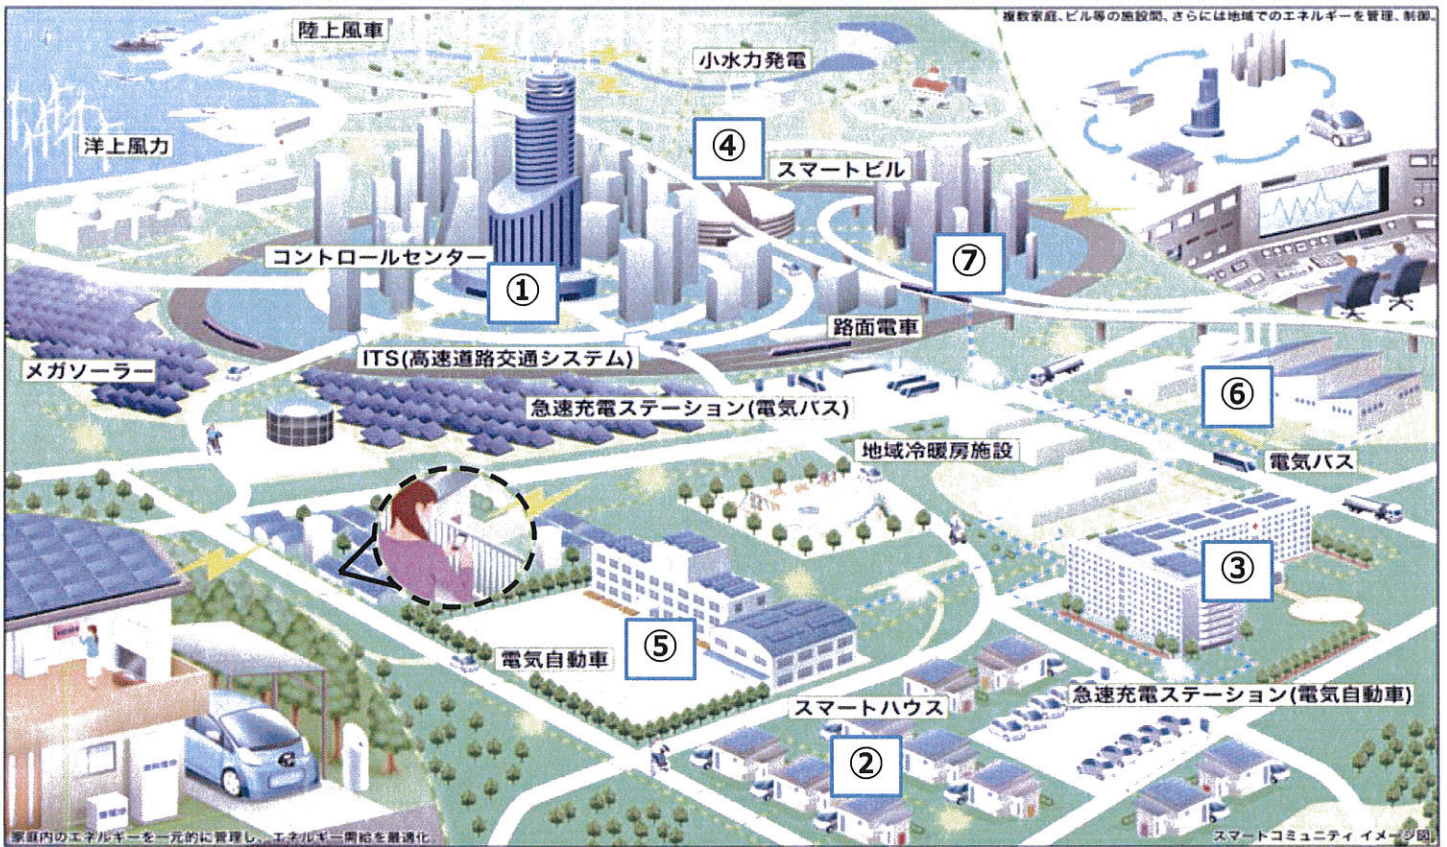 複数家庭、ビル等の施設間、さらには地域でのエネルギーを管理、制御。
陸上風車
小水力発電
洋上風力
④
スマートビル
コントロールセンター
①
⑦
路面電車
ITS(高速道路交通システム)
メガソーラー
急速充電ステーション(電気バス)
⑥
地域冷暖房施設
電気バス
③
⑤
電気自動車
スマートハウス
急速充電ステーション(電気自動車)
②
家庭内のエネルギーを一元的に管理し、エネルギー需給を最適化
スマートコミュニティ イメージ図